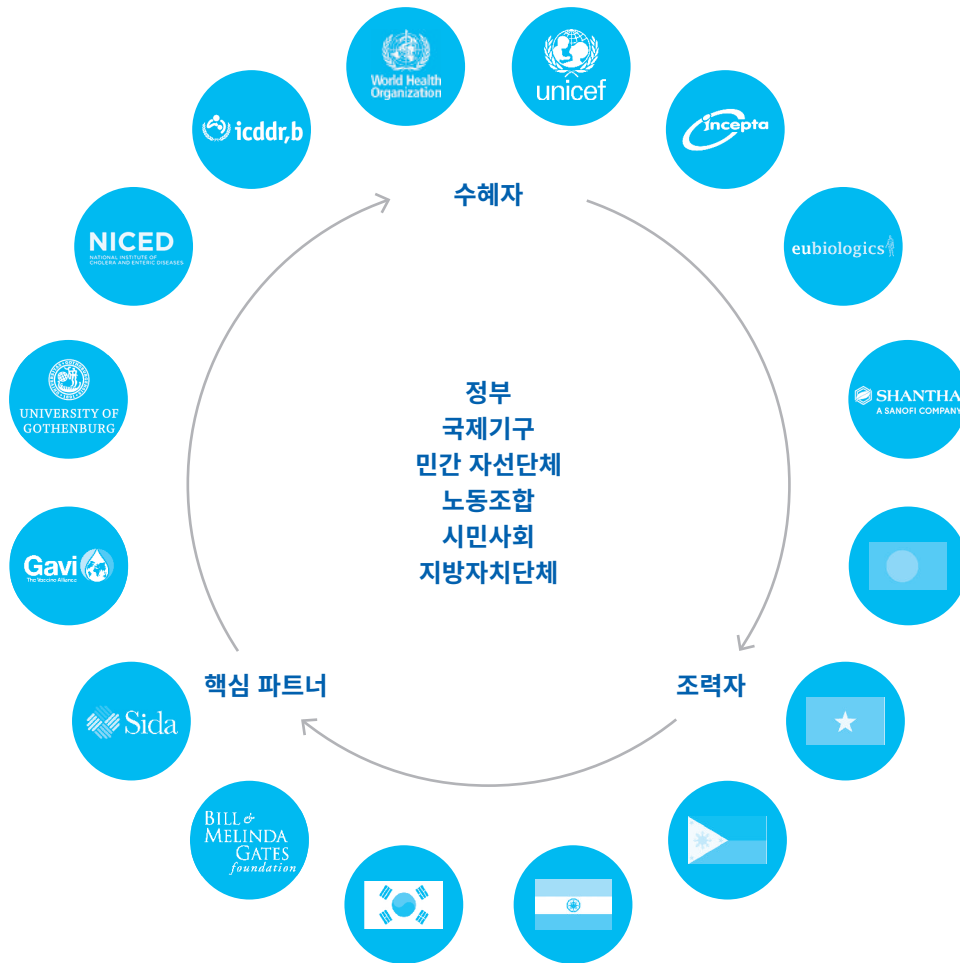 World Health
Organization
unicef
icddr,b
incepta
수혜자
NICED
NATIONAL INSTITUTE OF
CHOLERA AND ENTERIC DISEASES
eubiologics
UNIVERSITY OF
GOTHENBURG
정부
국제기구
민간 자선단체
노동조합
시민사회
지방자치단체
SHANTHA
A SANOFI COMPANY
Gavi
The Vaccine Alliance
핵심 파트너
조력자
Sida
BILL &
MELINDA
GATES
foundation